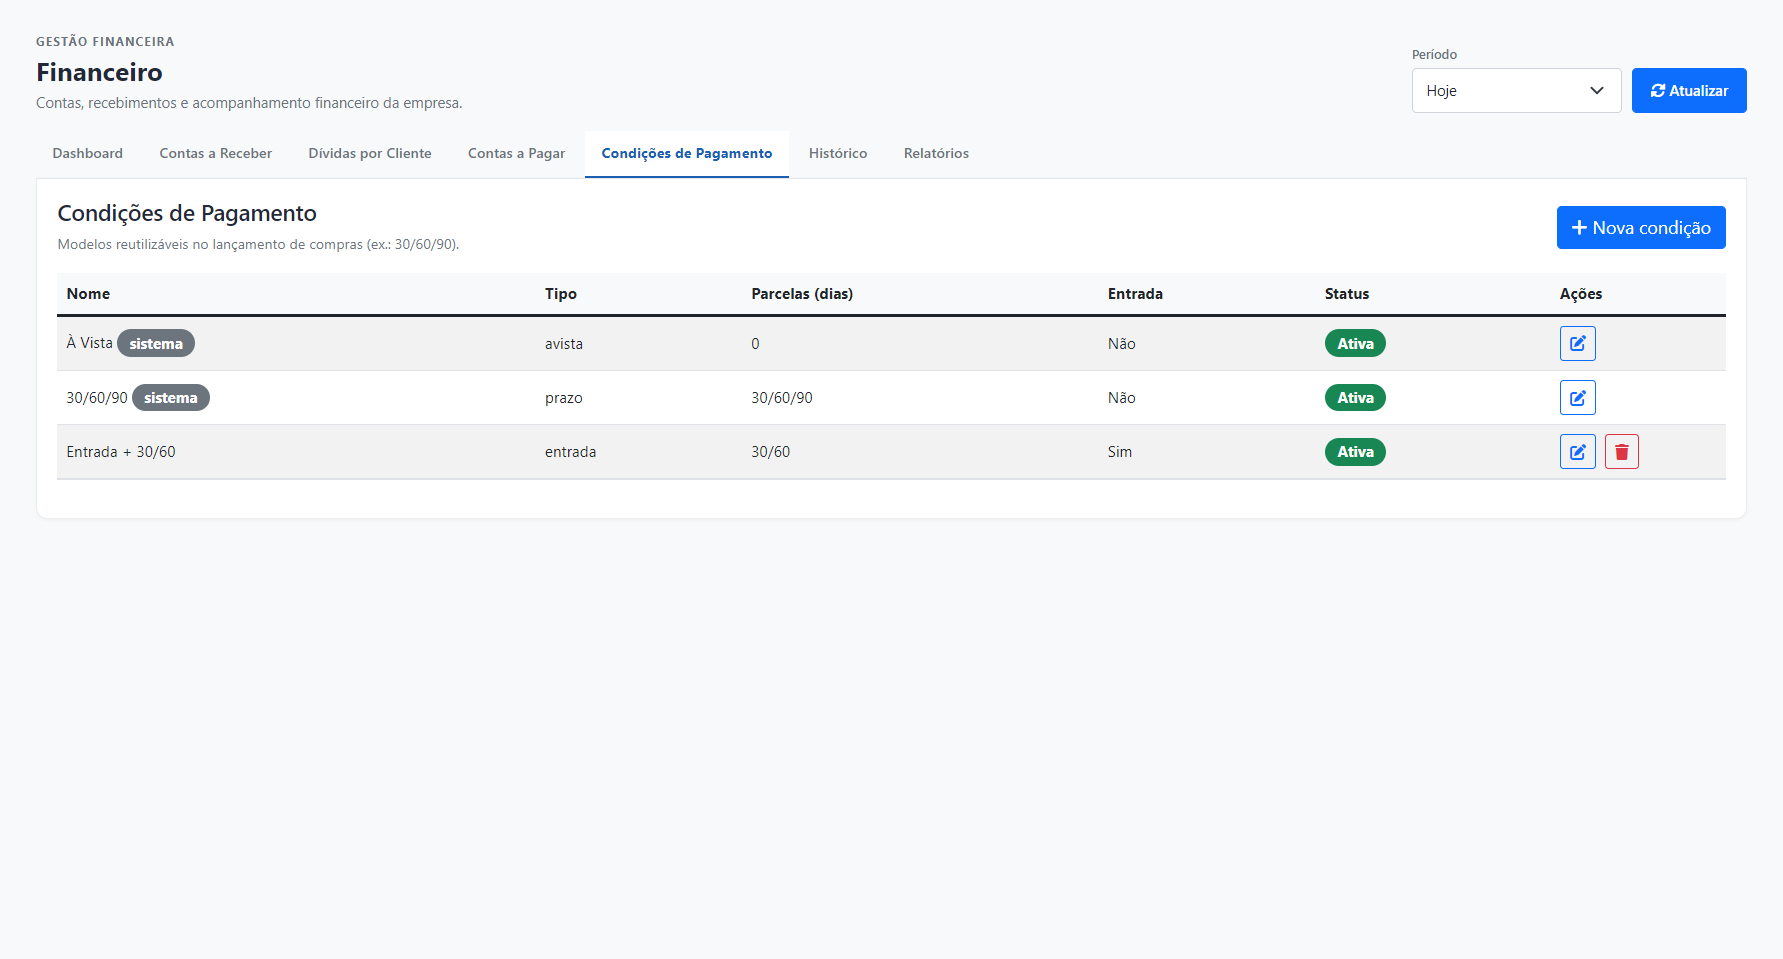 GESTÃO FINANCEIRA
Financeiro
Contas, recebimentos e acompanhamento financeiro da empresa.
Período
Hoje
Atualizar
Dashboard Contas a Receber Dívidas por Cliente Contas a Pagar Condições de Pagamento Histórico Relatórios
Condições de Pagamento
Modelos reutilizáveis no lançamento de compras (ex.: 30/60/90).
Nova condição
Nome Tipo Parcelas (dias) Entrada Status Ações
À Vista sistema avista 0 Não Ativa
30/60/90 sistema prazo 30/60/90 Não Ativa
Entrada + 30/60 entrada 30/60 Sim Ativa